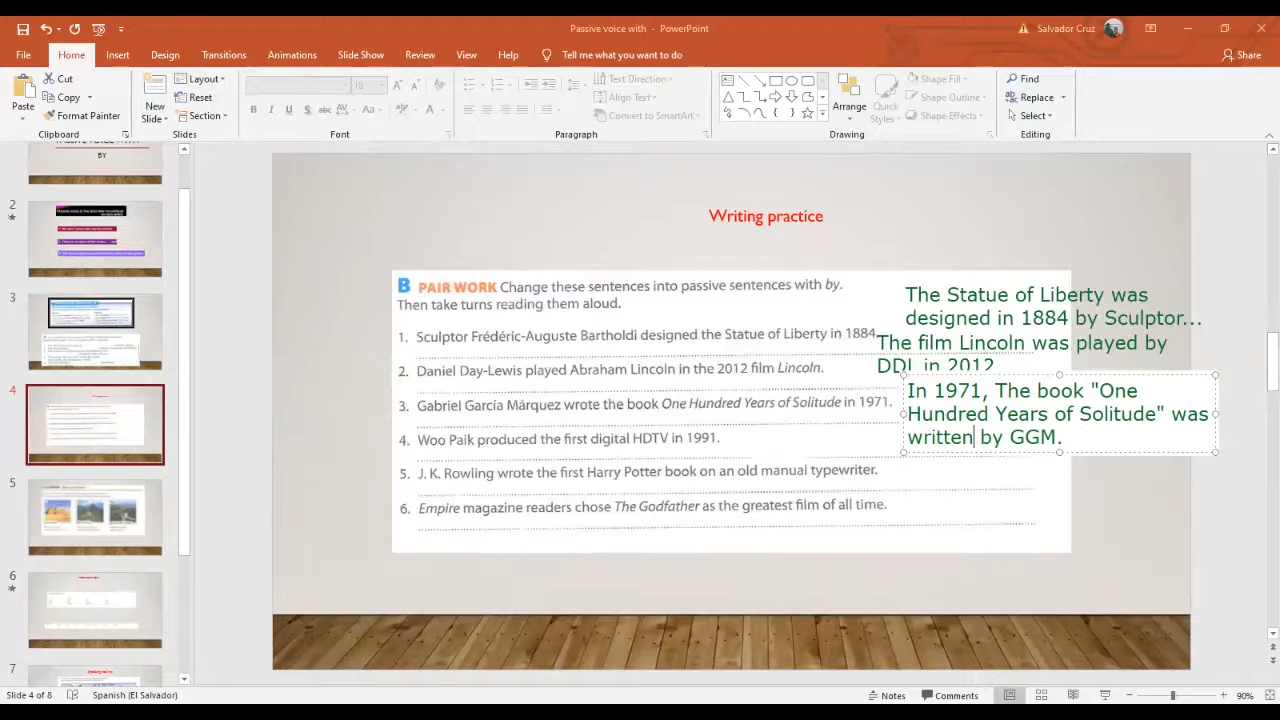 Passive voice with - PowerPoint
Salvador Cruz
File Home Insert Design Transitions Animations Slide Show Review View Help Tell me what you want to do Share
Cut
Copy
Format Painter
Paste
Clipboard
New
Slide
Layout
Reset
Section
Slides
18
Font
Text Direction
Align Text
Convert to SmartArt
Paragraph
Arrange
Quick
Styles
Shape Fill
Shape Outline
Shape Effects
Drawing
Find
Replace
Select
Editing
BY
2
3
4
5
6
7
Writing practice
B PAIR WORK Change these sentences into passive sentences with by.
Then take turns reading them aloud.
1. Sculptor Frédéric-Auguste Bartholdi designed the Statue of Liberty in 1884.
2. Daniel Day-Lewis played Abraham Lincoln in the 2012 film Lincoln.
3. Gabriel García Márquez wrote the book One Hundred Years of Solitude in 1971.
4. Woo Paik produced the first digital HDTV in 1991.
5. J. K. Rowling wrote the first Harry Potter book on an old manual typewriter.
6. Empire magazine readers chose The Godfather as the greatest film of all time.
The Statue of Liberty was
designed in 1884 by Sculptor...
The film Lincoln was played by
DDL in 2012
In 1971, The book "One
Hundred Years of Solitude" was
written by GGM.
Slide 4 of 8 Spanish (El Salvador) Notes Comments 90%